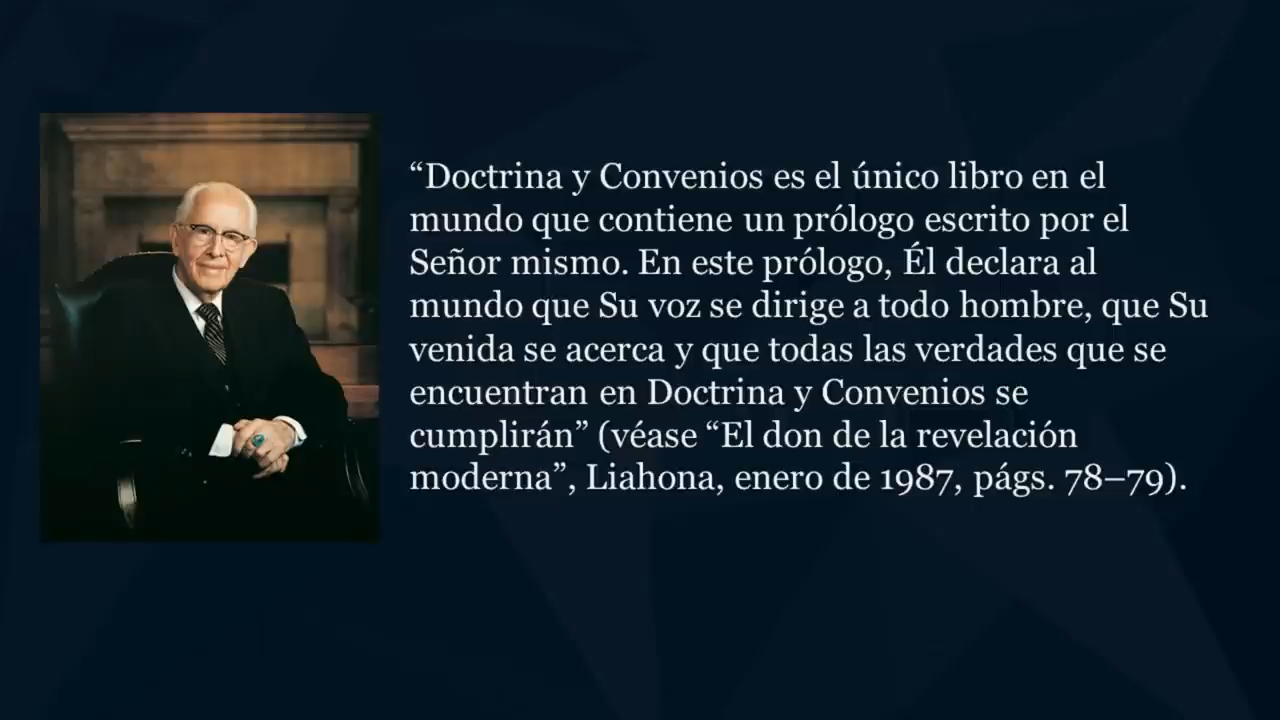 “Doctrina y Convenios es el único libro en el
mundo que contiene un prólogo escrito por el
Señor mismo. En este prólogo, Él declara al
mundo que Su voz se dirige a todo hombre, que Su
venida se acerca y que todas las verdades que se
encuentran en Doctrina y Convenios se
cumplirán” (véase “El don de la revelación
moderna”, Liahona, enero de 1987, págs. 78–79).